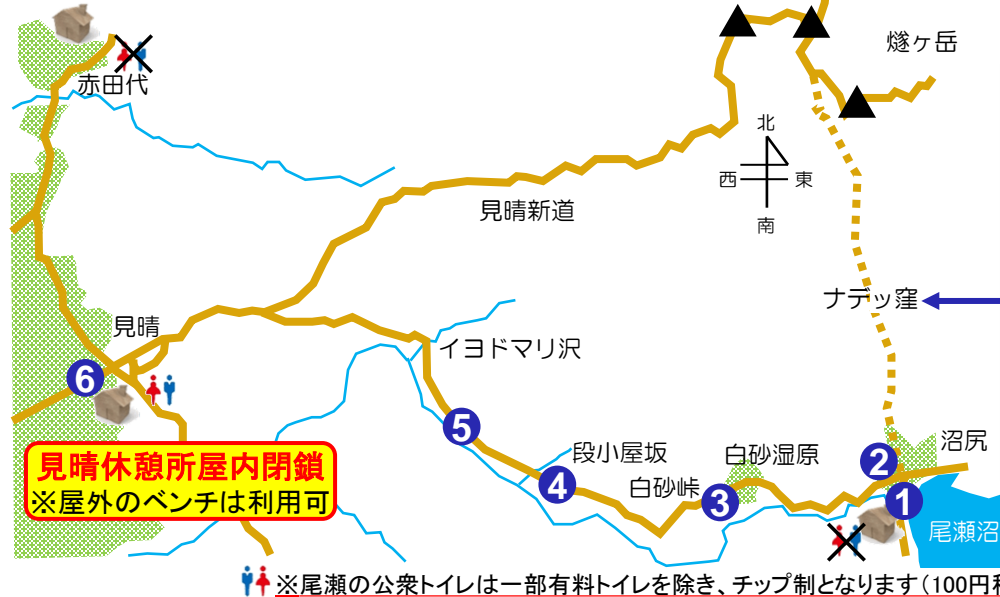 燧ヶ岳
赤田代
北
西 東
南
見晴新道
ナデッ窪
見晴
イヨドマリ沢
6
5
段小屋坂
白砂湿原
沼尻
2
4
白砂峠
3
1
見晴休憩所屋内閉鎖
※屋外のベンチは利用可
尾瀬沼
※尾瀬の公衆トイレは一部有料トイレを除き、チップ制となります(100円